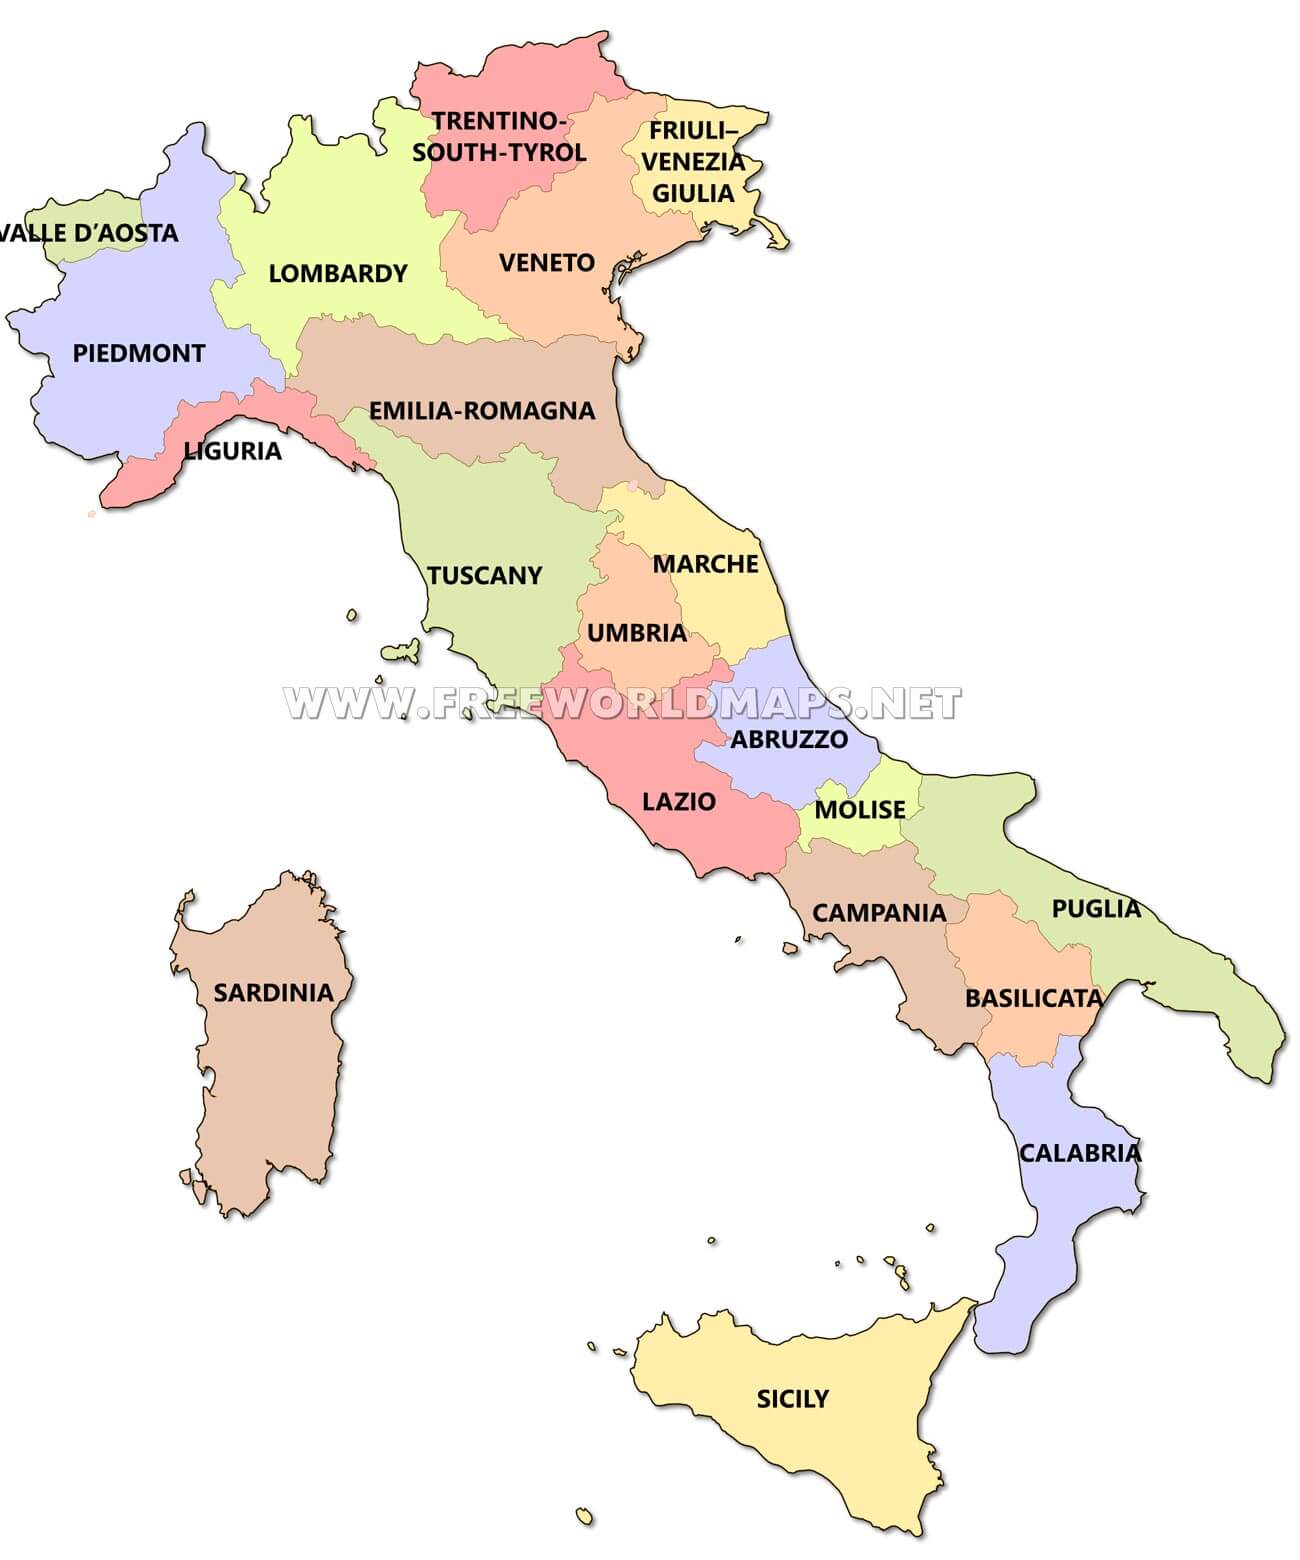 TRENTINO-
SOUTH-TYROL
FRIULI–
VENEZIA
GIULIA
VALLE D’AOSTA
VENETO
LOMBARDY
PIEDMONT
EMILIA-ROMAGNA
LIGURIA
MARCHE
TUSCANY
UMBRIA
WWW.FREEWORLDMAPS.NET
ABRUZZO
LAZIO
MOLISE
PUGLIA
CAMPANIA
SARDINIA
BASILICATA
CALABRIA
SICILY